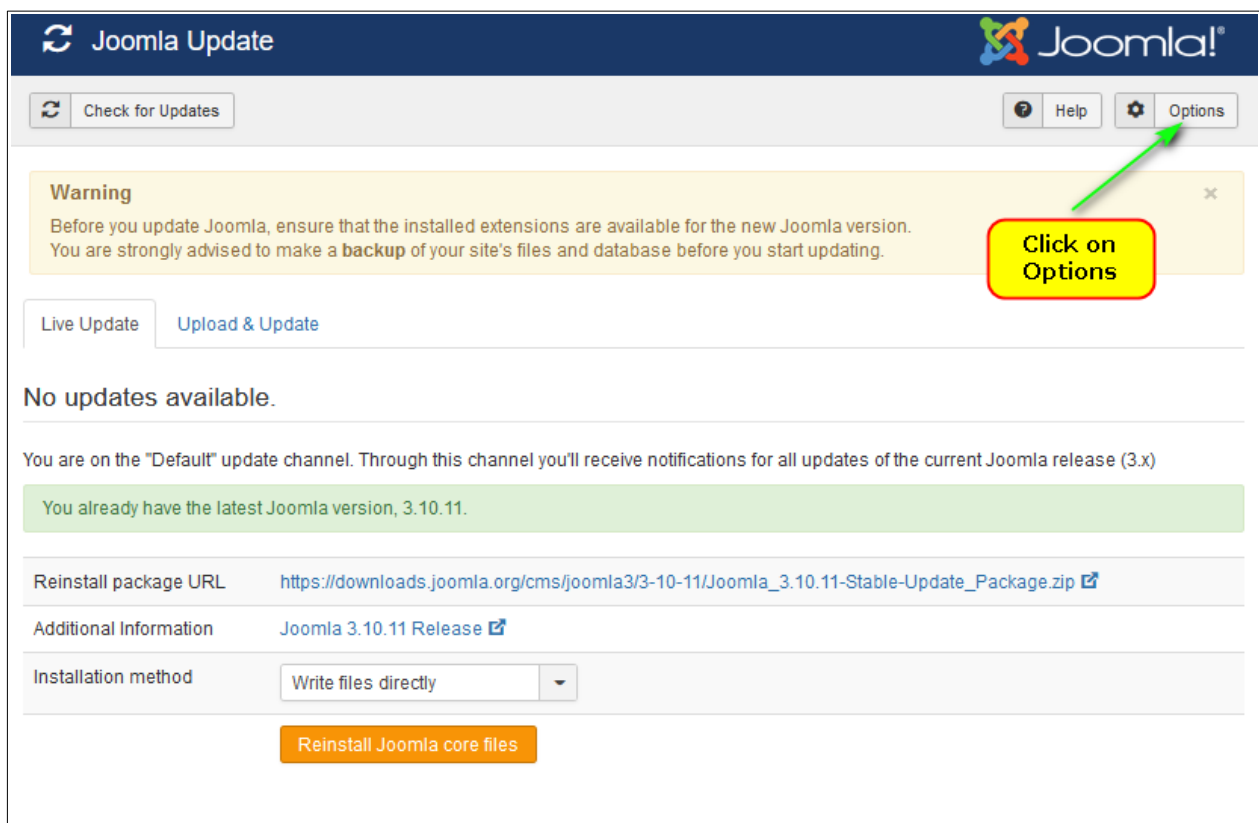 Joomla Update
Joomla!®
Check for Updates
Help
Options
Warning
Before you update Joomla, ensure that the installed extensions are available for the new Joomla version.
You are strongly advised to make a backup of your site's files and database before you start updating.
Click on
Options
Live Update
Upload & Update
No updates available.
You are on the "Default" update channel. Through this channel you'll receive notifications for all updates of the current Joomla release (3.x)
You already have the latest Joomla version, 3.10.11.
Reinstall package URL
https://downloads.joomla.org/cms/joomla3/3-10-11/Joomla_3.10.11-Stable-Update_Package.zip
Additional Information
Joomla 3.10.11 Release
Installation method
Write files directly
Reinstall Joomla core files